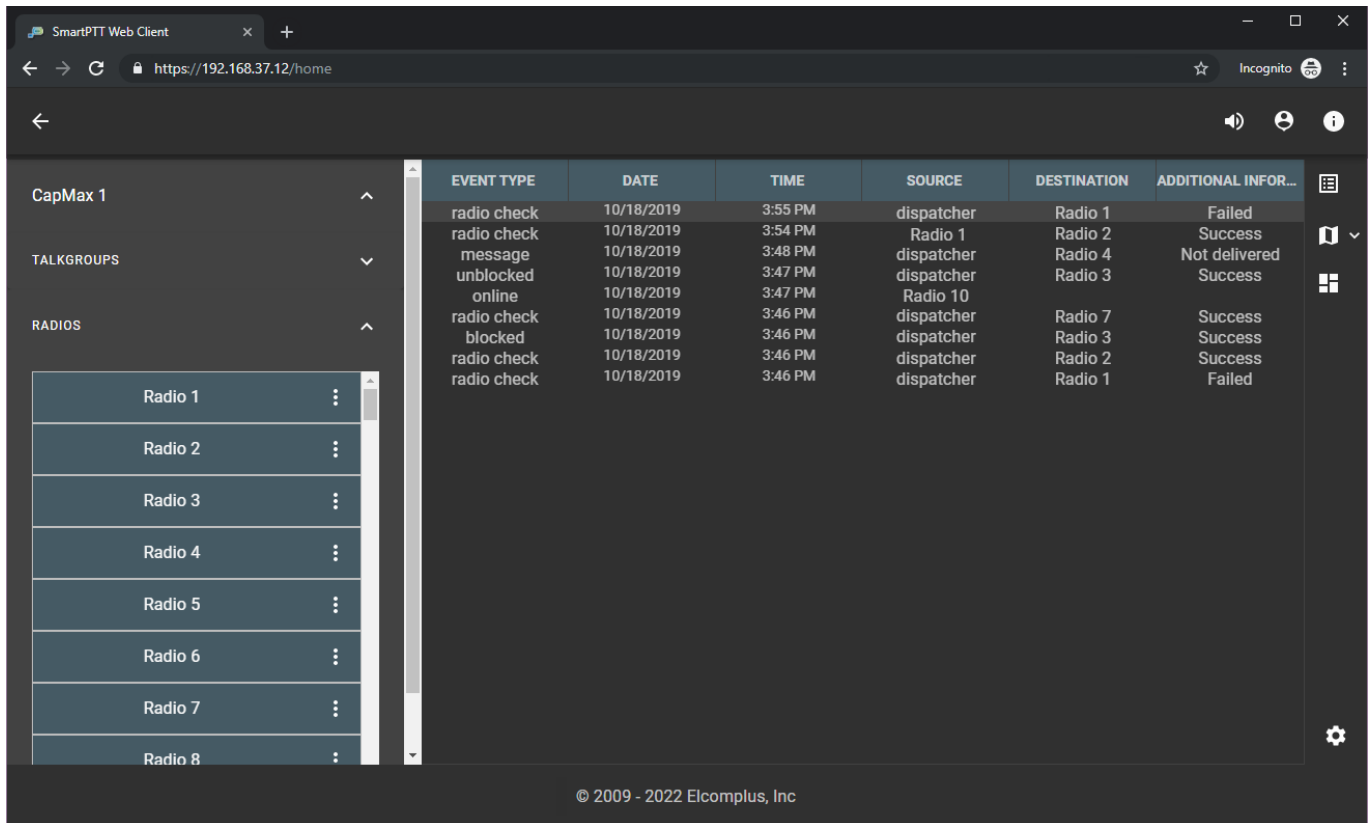 SmartPTT Web Client
https://192.168.37.12/home
Incognito
CapMax 1
TALKGROUPS
RADIOS
Radio 1
Radio 2
Radio 3
Radio 4
Radio 5
Radio 6
Radio 7
Radio 8
EVENT TYPE DATE TIME SOURCE DESTINATION ADDITIONAL INFOR...
radio check 10/18/2019 3:55 PM dispatcher Radio 1 Failed
radio check 10/18/2019 3:54 PM Radio 1 Radio 2 Success
message 10/18/2019 3:48 PM dispatcher Radio 4 Not delivered
unblocked 10/18/2019 3:47 PM dispatcher Radio 3 Success
online 10/18/2019 3:47 PM Radio 10
radio check 10/18/2019 3:46 PM dispatcher Radio 7 Success
blocked 10/18/2019 3:46 PM dispatcher Radio 3 Success
radio check 10/18/2019 3:46 PM dispatcher Radio 2 Success
radio check 10/18/2019 3:46 PM dispatcher Radio 1 Failed
© 2009 - 2022 Elcomplus, Inc